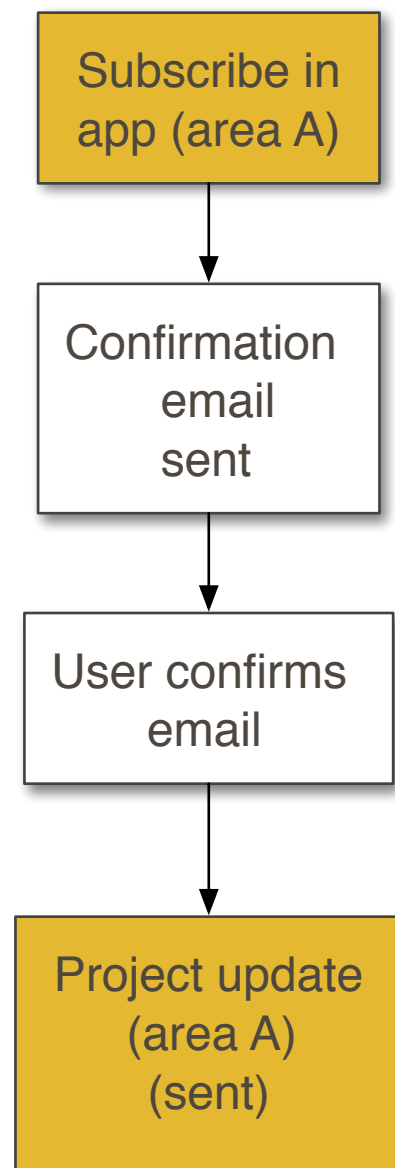 Subscribe in
app (area A)
Confirmation
email
sent
User confirms
email
Project update
(area A)
(sent)